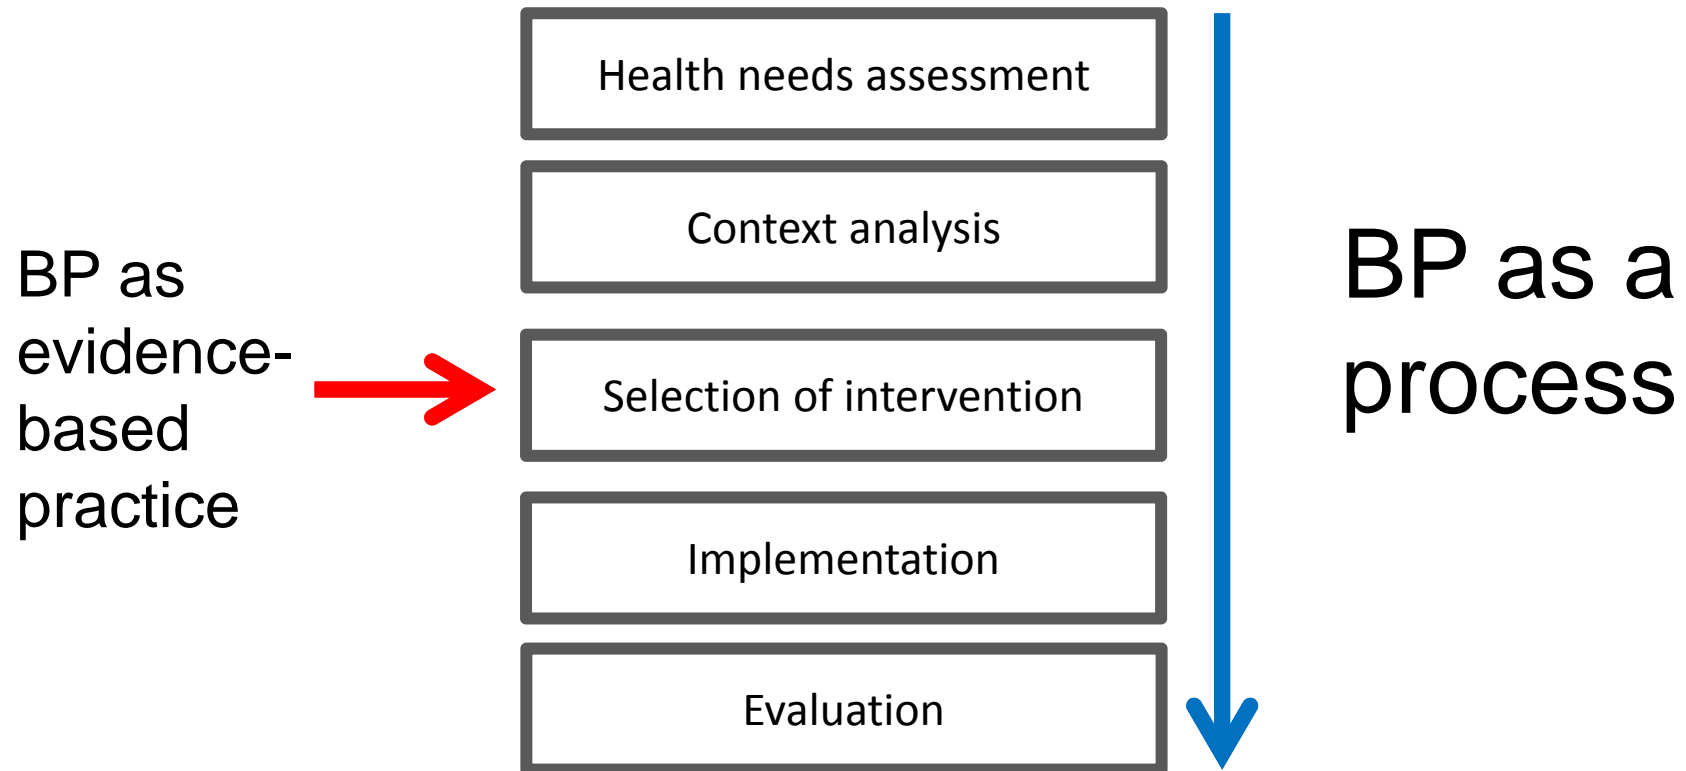 Health needs assessment
Context analysis
BP as
evidence-
based
practice
Selection of intervention
Implementation
Evaluation
BP as a
process